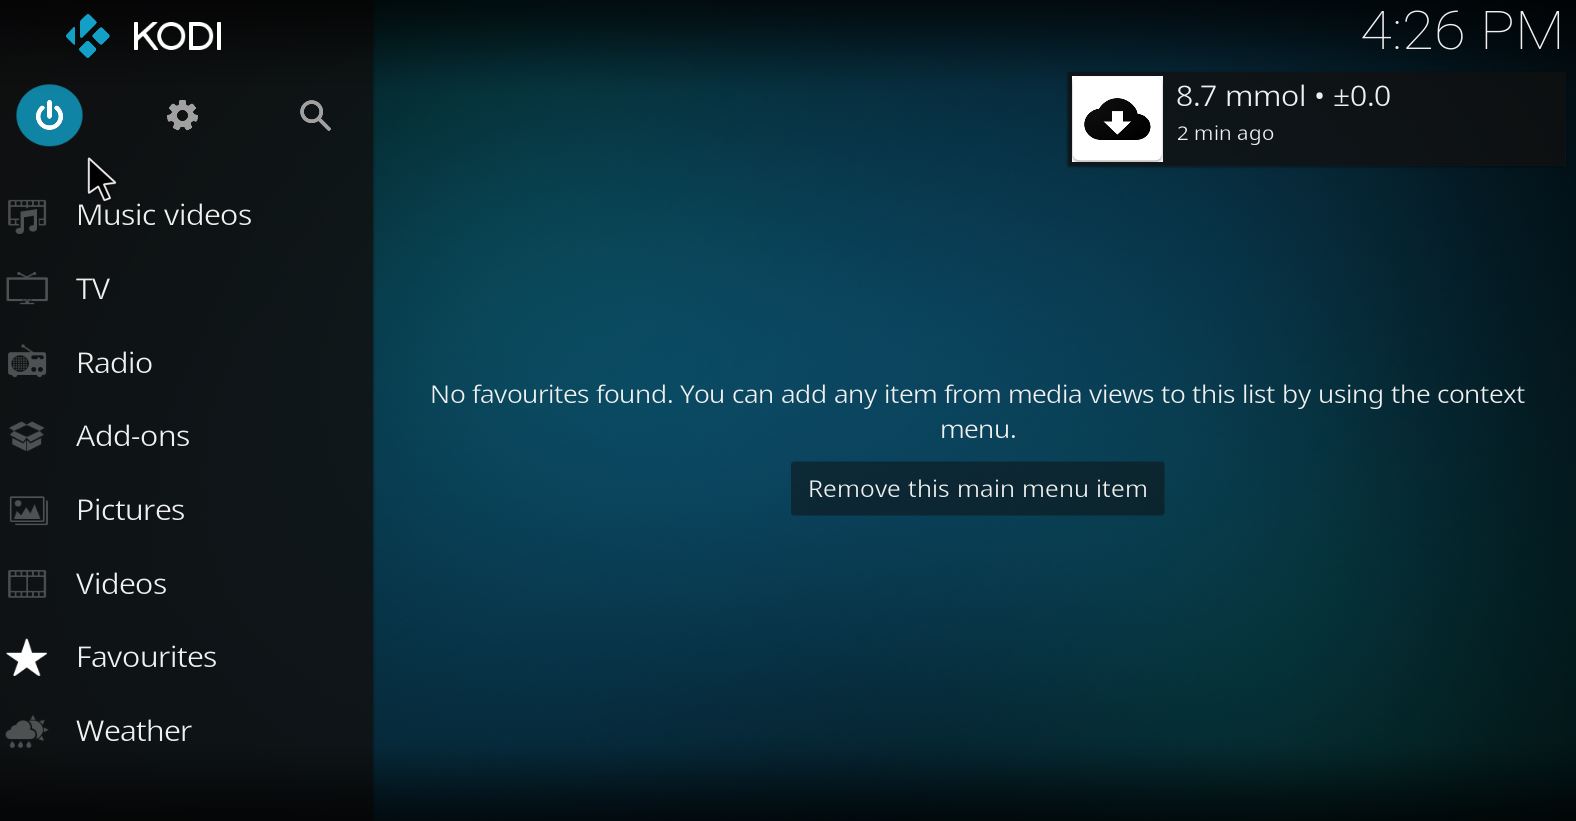 KODI
4:26 PM
8.7 mmol • ±0.0
2 min ago
Music videos
TV
Radio
Add-ons
Pictures
Videos
Favourites
Weather
No favourites found. You can add any item from media views to this list by using the context
menu.
Remove this main menu item